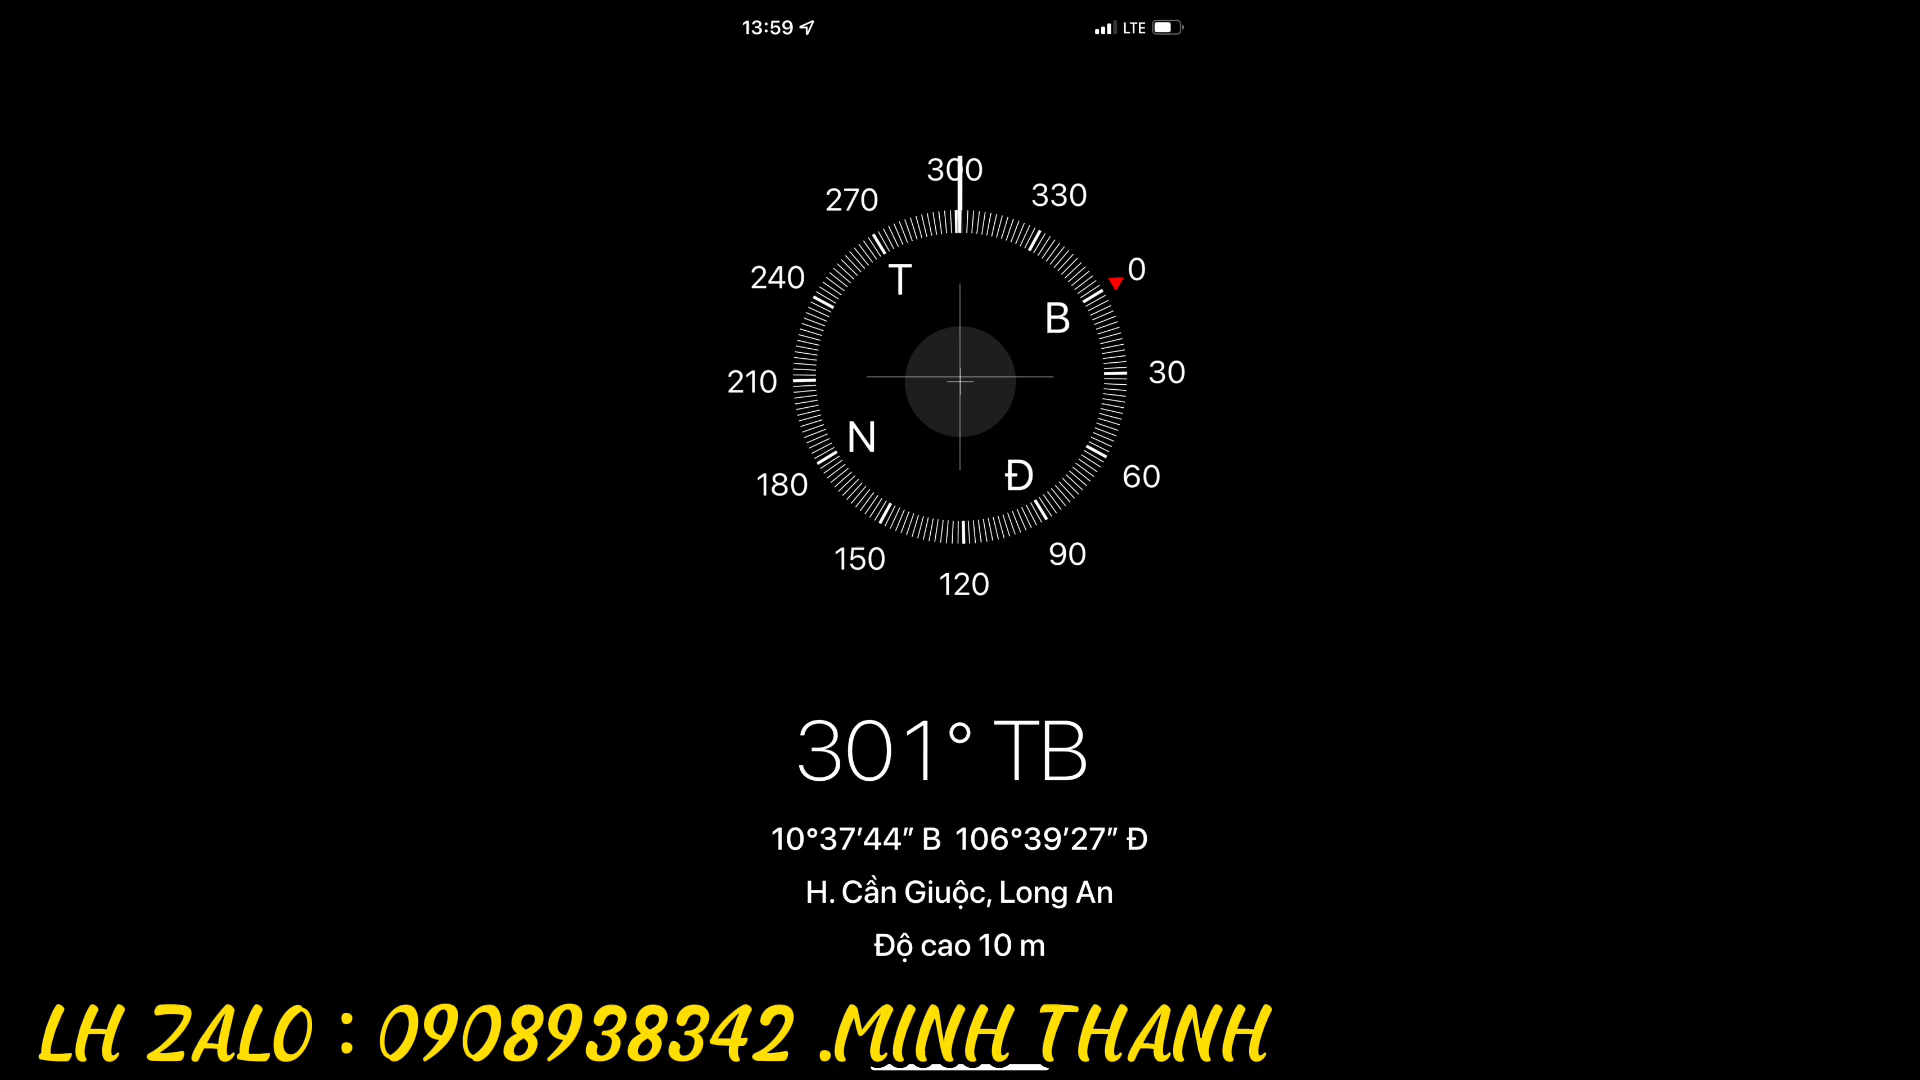 13:59 LTE
300
270 330
240 0
T
B
210 30
N
Đ
180 60
150 90
120
301° TB
10°37′44″ B 106°39′27″ Đ
H. Cần Giuộc, Long An
Độ cao 10 m
LH ZALO : 0908938342 .MINH THANH